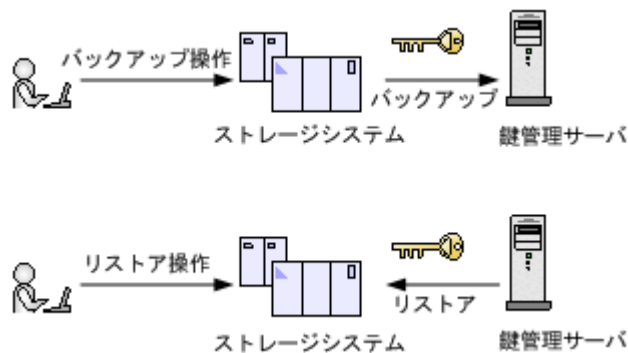 バックアップ操作
バックアップ
ストレージシステム
鍵管理サーバ
リストア操作
リストア
ストレージシステム
鍵管理サーバ